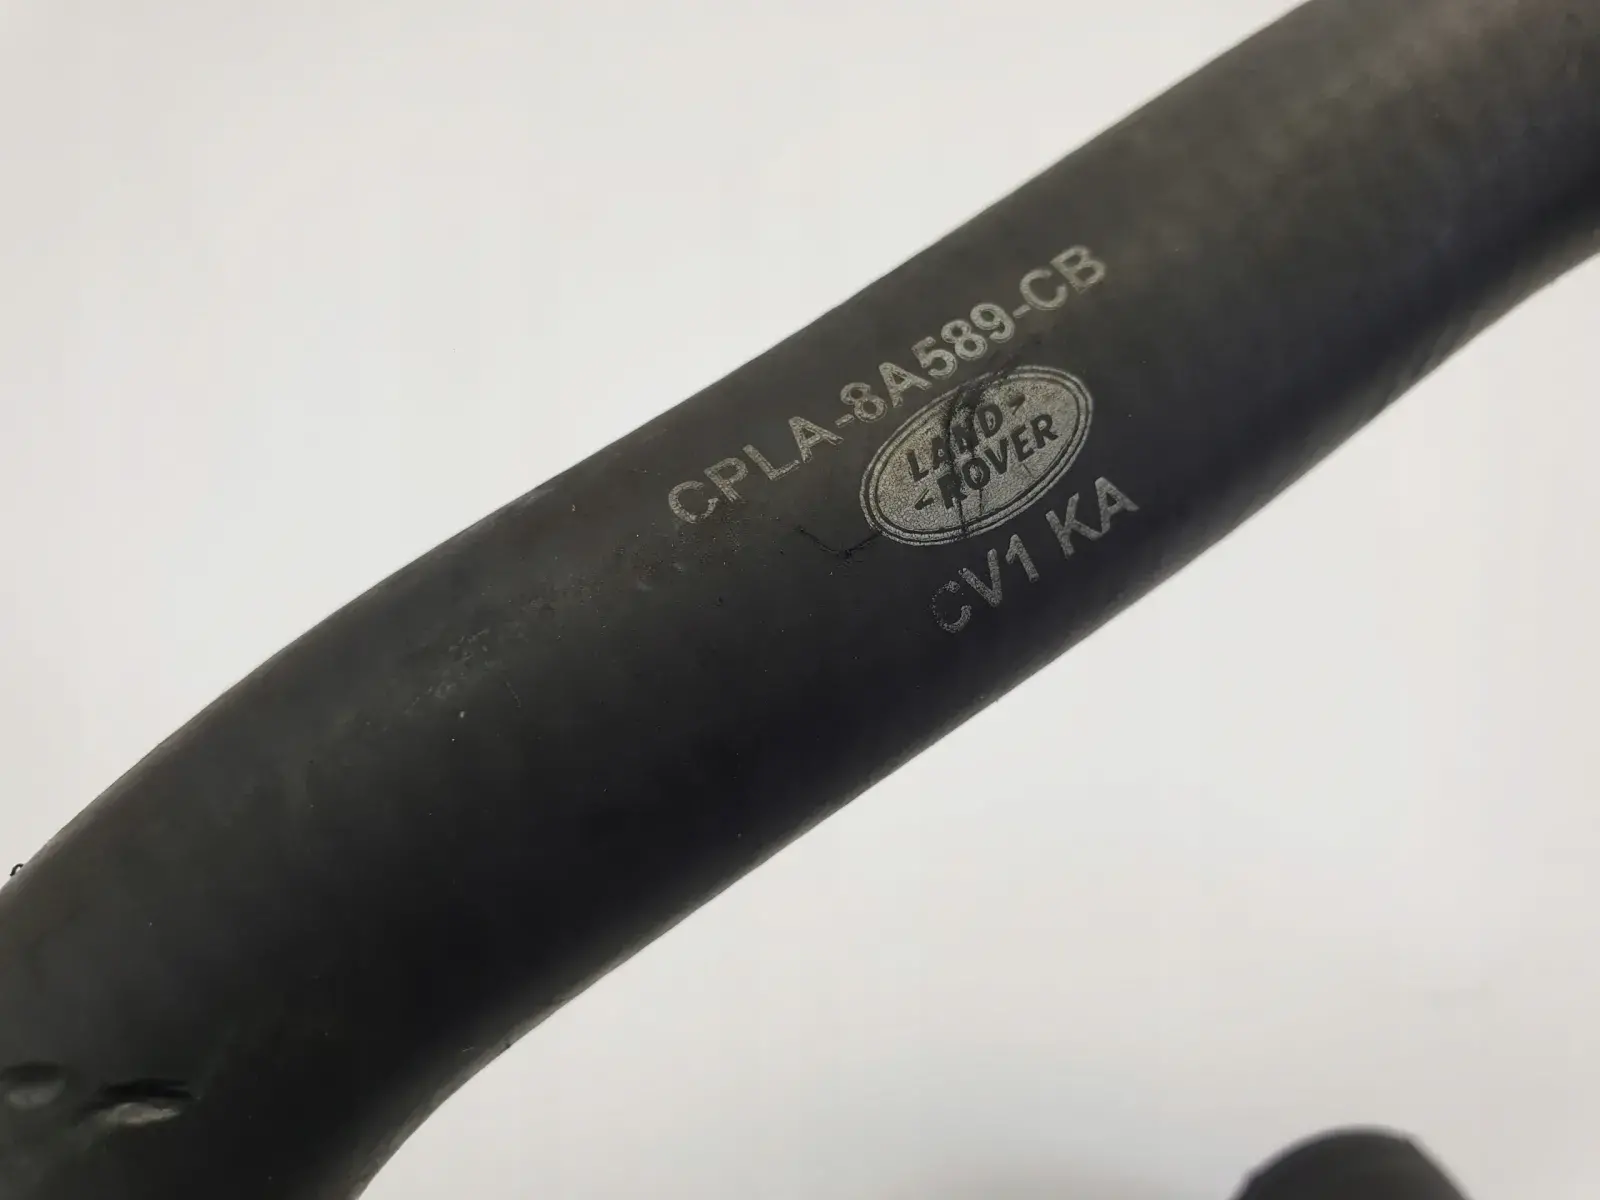 CPLA-8A589-CB
LAND-
ROVER
CV1 KA